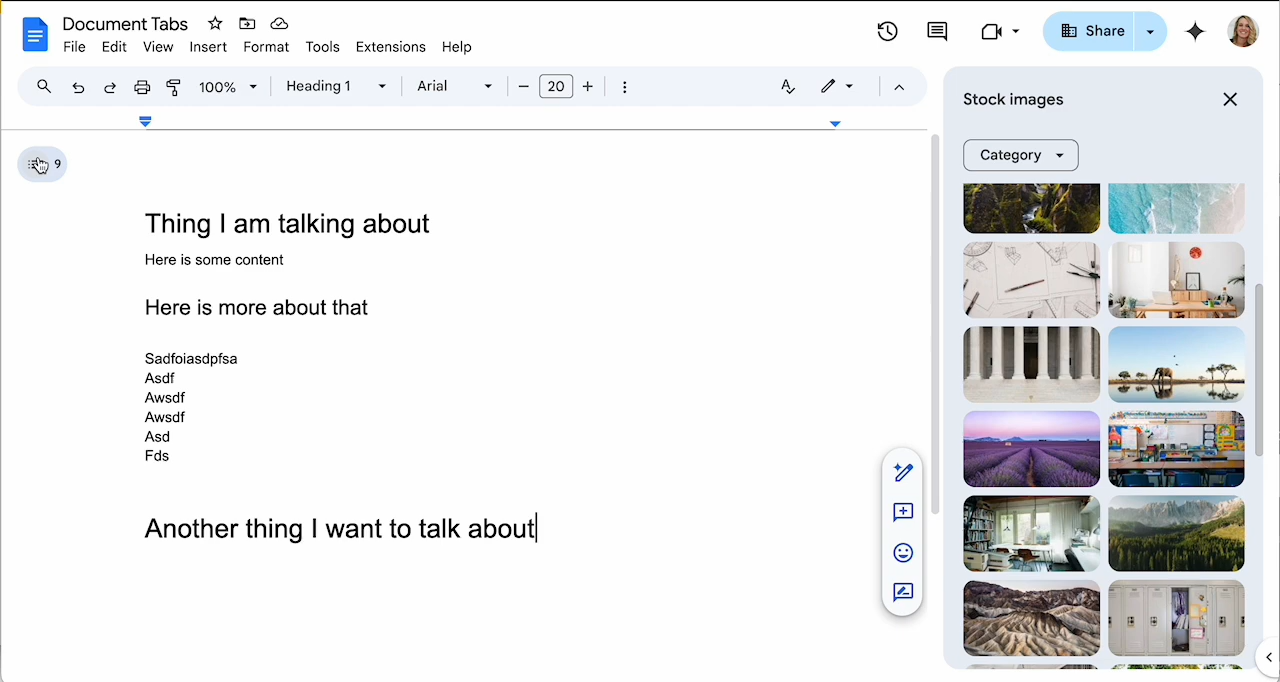 Document Tabs
File Edit View Insert Format Tools Extensions Help
Share
100% Heading 1 Arial − 20 +
Stock images
Category
9
Thing I am talking about
Here is some content
Here is more about that
Sadfoiasdpfsa
Asdf
Awsdf
Awsdf
Asd
Fds
Another thing I want to talk about